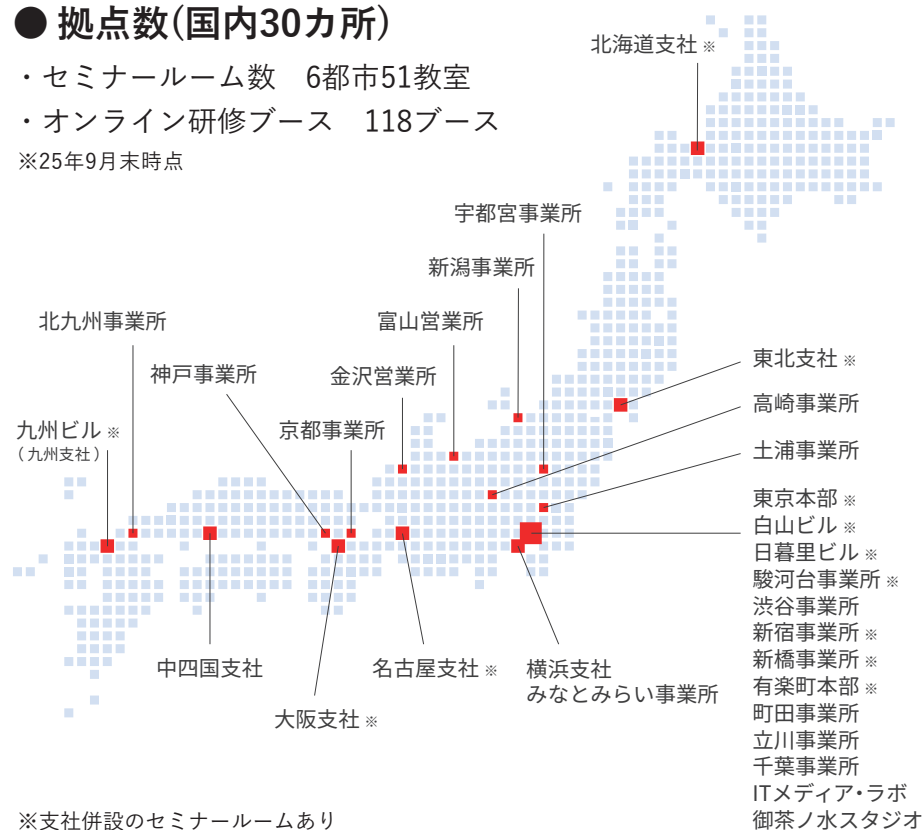 ● 拠点数(国内30カ所)
・セミナールーム数　6都市51教室
・オンライン研修ブース　118ブース
※25年9月末時点
北海道支社 ※
宇都宮事業所
新潟事業所
北九州事業所
富山営業所
神戸事業所
金沢営業所
九州ビル ※
（九州支社）
京都事業所
東北支社 ※
高崎事業所
土浦事業所
東京本部 ※
白山ビル ※
日暮里ビル ※
駿河台事業所 ※
渋谷事業所
新宿事業所 ※
新橋事業所 ※
有楽町本部 ※
町田事業所
立川事業所
千葉事業所
ITメディア・ラボ
御茶ノ水スタジオ
中四国支社
大阪支社 ※
名古屋支社 ※
横浜支社
みなとみらい事業所
※支社併設のセミナールームあり